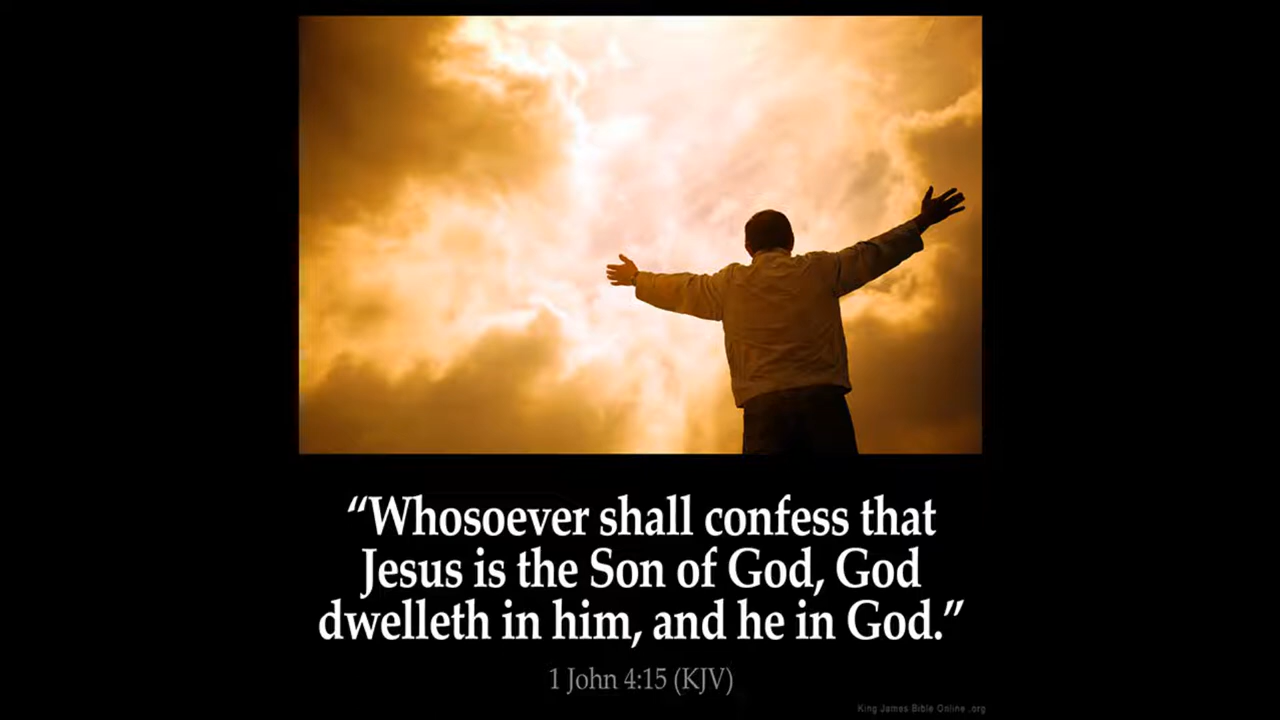 “Whosoever shall confess that
Jesus is the Son of God, God
dwelleth in him, and he in God.”
1 John 4:15 (KJV)
King James Bible Online .org